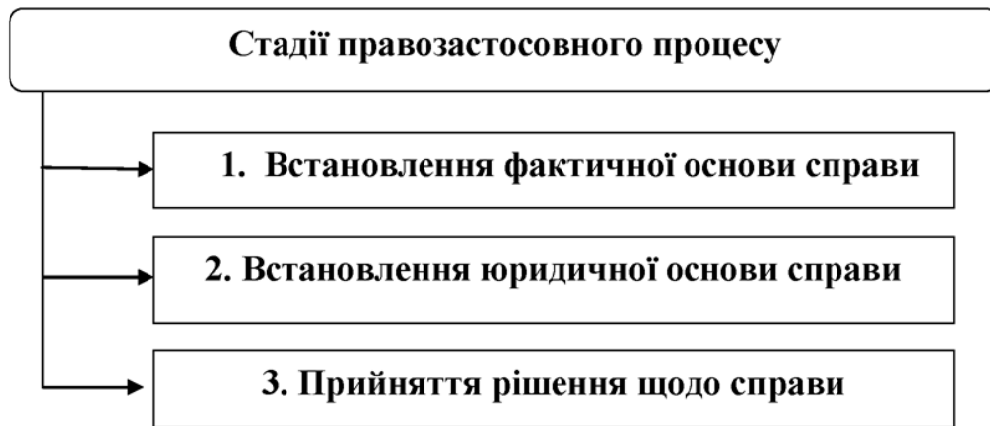 Стадії правозастосовного процесу
1. Встановлення фактичної основи справи
2. Встановлення юридичної основи справи
3. Прийняття рішення щодо справи